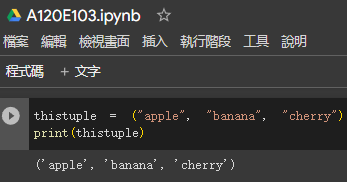 A120E103.ipynb
檔案 編輯 檢視畫面 插入 執行階段 工具 說明
程式碼 + 文字
thistuple = ("apple", "banana", "cherry")
print(thistuple)
('apple', 'banana', 'cherry')